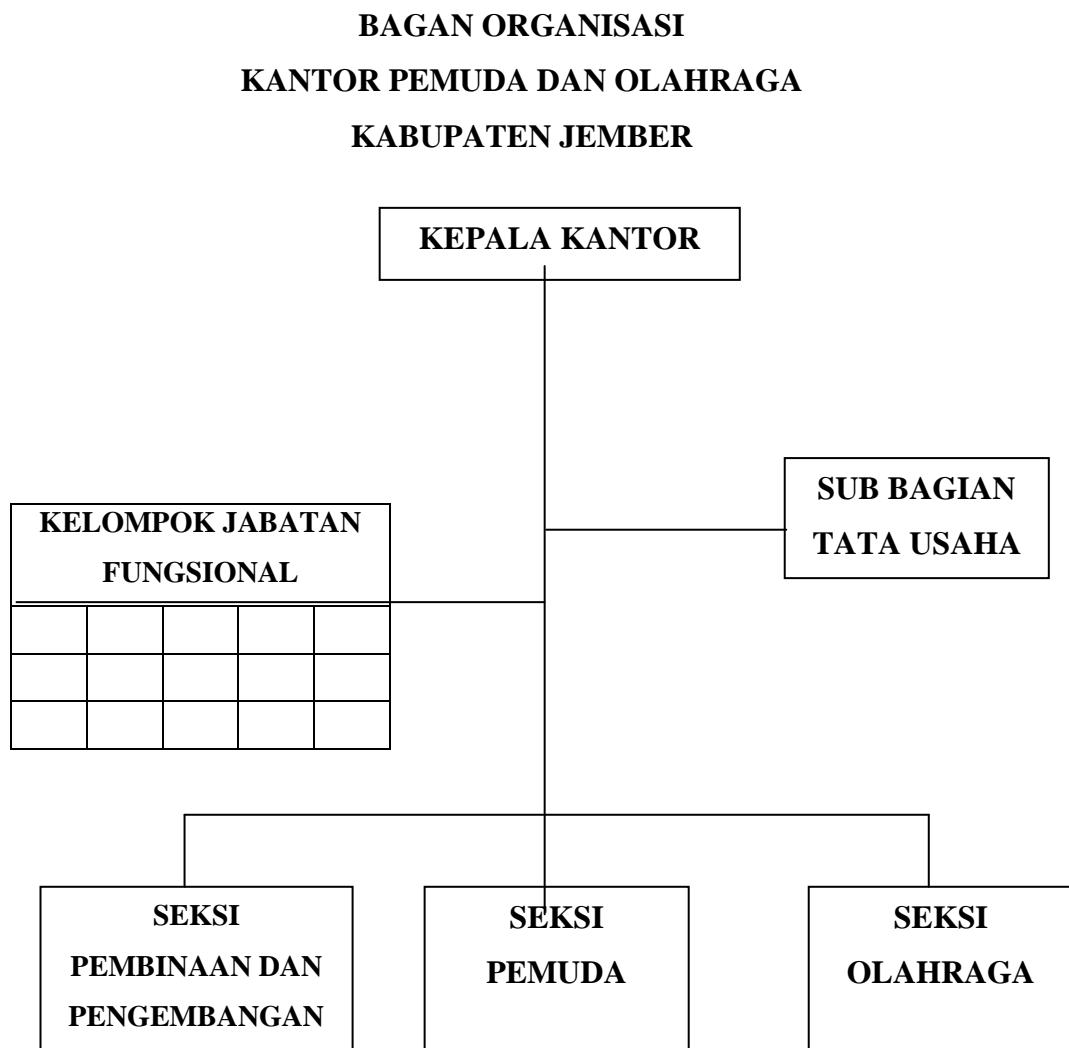 BAGAN ORGANISASI
KANTOR PEMUDA DAN OLAHRAGA
KABUPATEN JEMBER
KEPALA KANTOR
SUB BAGIAN
TATA USAHA
KELOMPOK JABATAN
FUNGSIONAL
SEKSI
PEMBINAAN DAN
PENGEMBANGAN
SEKSI
PEMUDA
SEKSI
OLAHRAGA